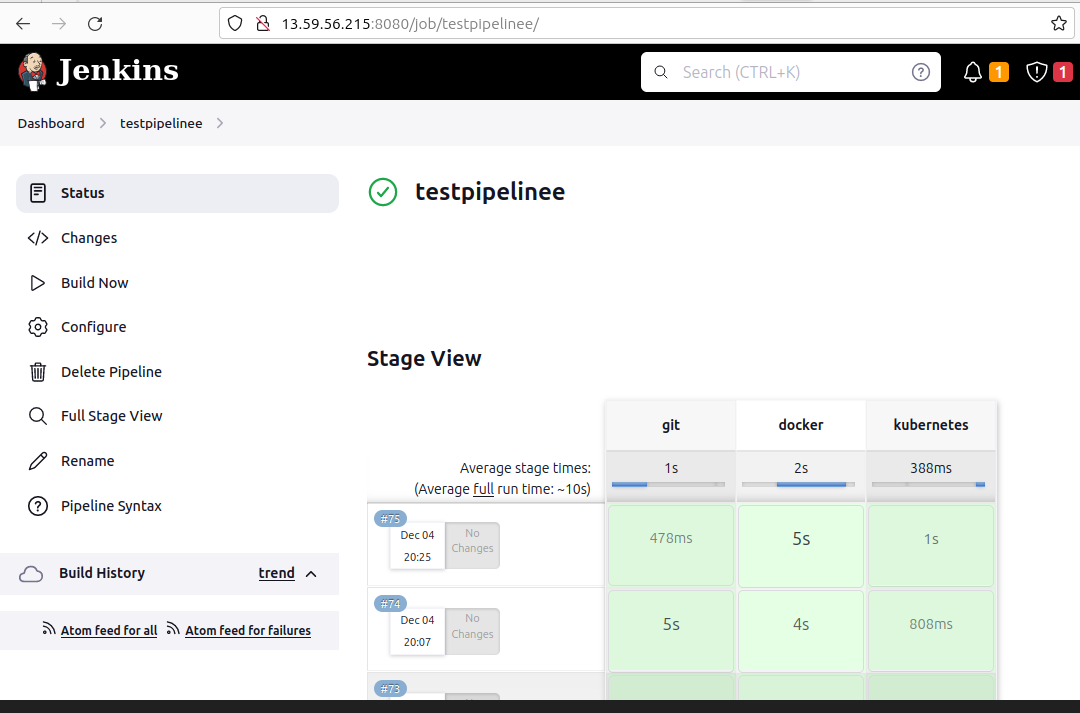 13.59.56.215:8080/job/testpipelinee/
Jenkins
Search (CTRL+K)
?
1
1
Dashboard
testpipelinee
Status
testpipelinee
Changes
Build Now
Configure
Stage View
Delete Pipeline
Full Stage View
git
docker
kubernetes
Rename
Average stage times:
1s
2s
388ms
(Average full run time: ~10s)
Pipeline Syntax
#75
Dec 04
20:25
No
Changes
478ms
5s
1s
Build History
trend
#74
Dec 04
20:07
No
Changes
5s
4s
808ms
Atom feed for all
Atom feed for failures
#73